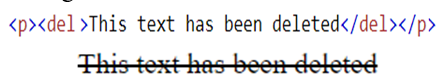 <p><del >This text has been deleted</del></p>
This text has been deleted